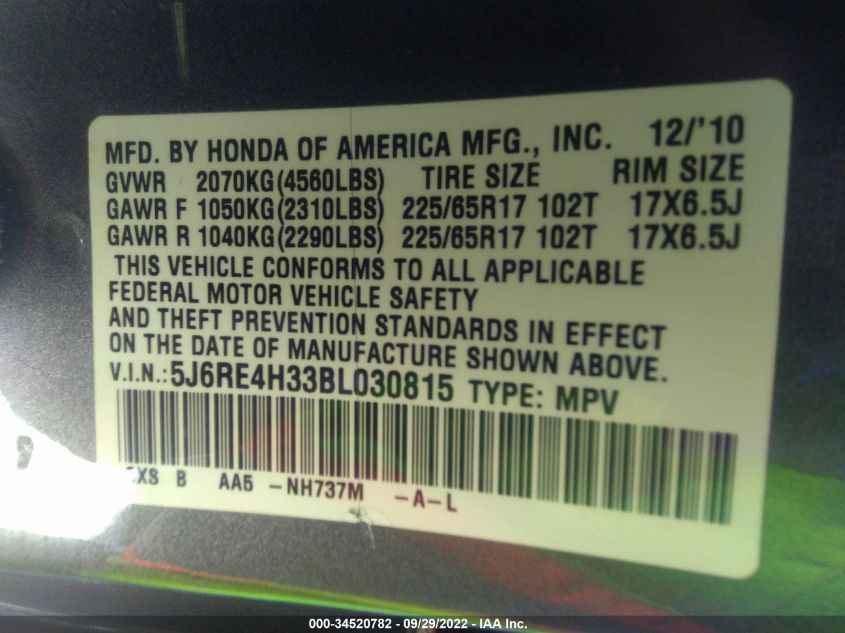 MFD. BY HONDA OF AMERICA MFG., INC. 12/'10
GVWR 2070KG(4560LBS) TIRE SIZE RIM SIZE
GAWR F 1050KG(2310LBS) 225/65R17 102T 17X6.5J
GAWR R 1040KG(2290LBS) 225/65R17 102T 17X6.5J
THIS VEHICLE CONFORMS TO ALL APPLICABLE
FEDERAL MOTOR VEHICLE SAFETY
AND THEFT PREVENTION STANDARDS IN EFFECT
ON THE DATE OF MANUFACTURE SHOWN ABOVE.
V.I.N.:5J6RE4H33BL030815 TYPE: MPV
B AA5 -NH737M -A-L
000-34520782 - 09/29/2022 - IAA Inc.